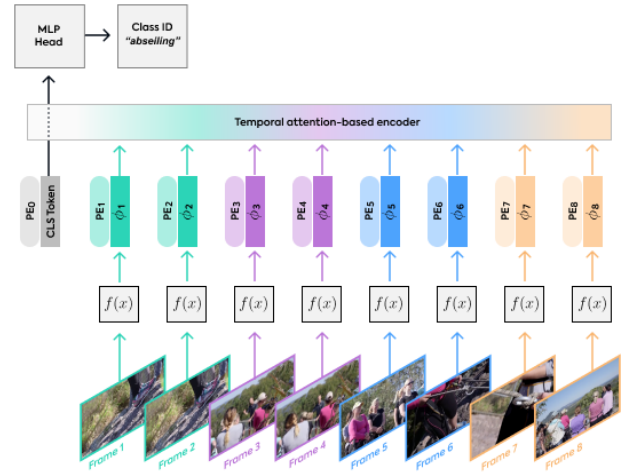 MLP
Head
Class ID
"abseiling"
Temporal attention-based encoder
PE0
CLS Token
PE1
ϕ1
PE2
ϕ2
PE3
ϕ3
PE4
ϕ4
PE5
ϕ5
PE6
ϕ6
PE7
ϕ7
PE8
ϕ8
f(x)
f(x)
f(x)
f(x)
f(x)
f(x)
f(x)
f(x)
Frame 1
Frame 2
Frame 3
Frame 4
Frame 5
Frame 6
Frame 7
Frame 8